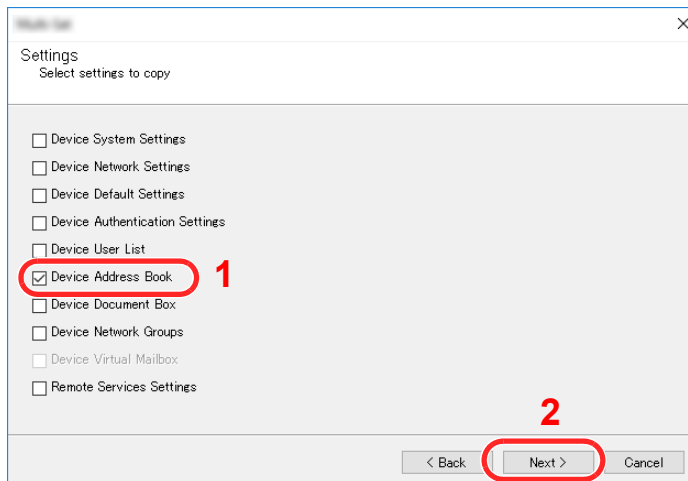 Multi Set
Settings
Select settings to copy
Device System Settings
Device Network Settings
Device Default Settings
Device Authentication Settings
Device User List
Device Address Book 1
Device Document Box
Device Network Groups
Device Virtual Mailbox
Remote Services Settings
2
< Back Next > Cancel